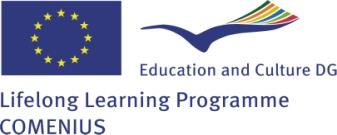 Education and Culture DG
Lifelong Learning Programme
COMENIUS